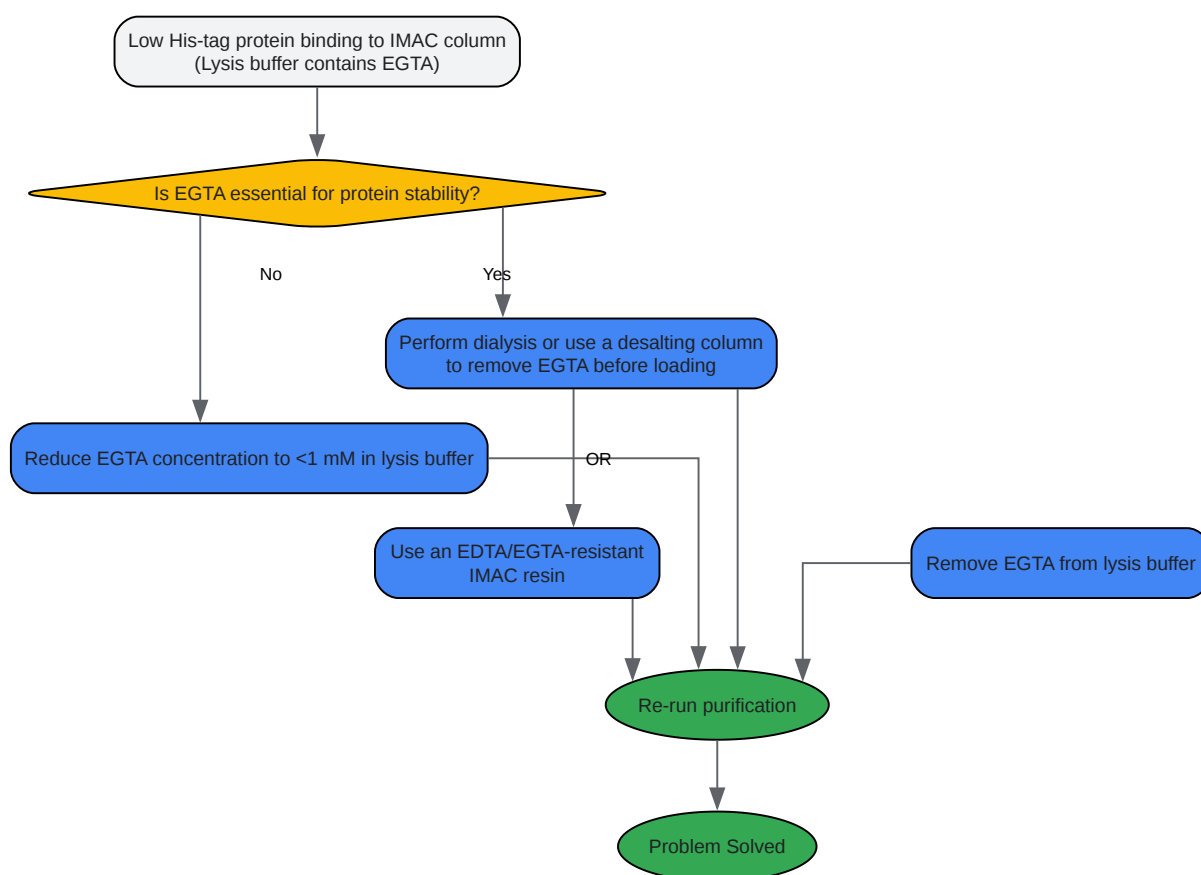 Low His-tag protein binding to IMAC column
(Lysis buffer contains EGTA)
Is EGTA essential for protein stability?
No
Yes
Perform dialysis or use a desalting column
to remove EGTA before loading
Reduce EGTA concentration to <1 mM in lysis buffer
OR
Use an EDTA/EGTA-resistant
IMAC resin
Remove EGTA from lysis buffer
Re-run purification
Problem Solved